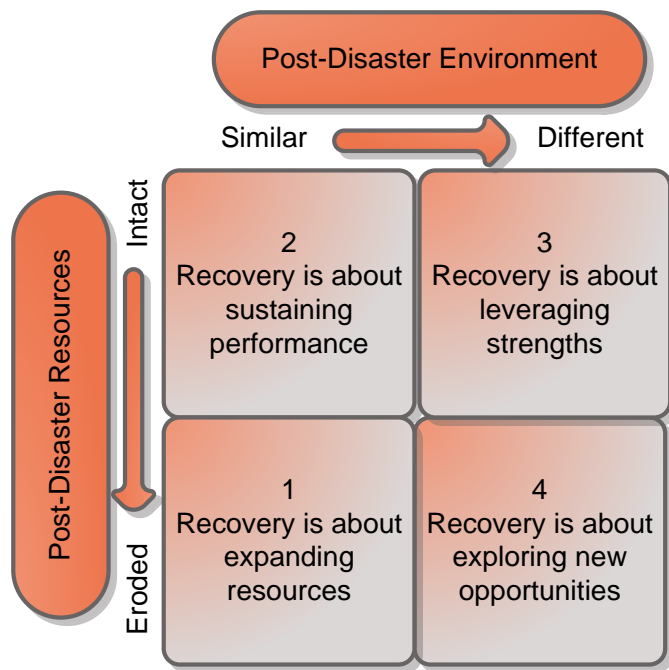 Post-Disaster Environment
Similar
Different
Post-Disaster Resources
Intact
Eroded
2
Recovery is about
sustaining
performance
3
Recovery is about
leveraging
strengths
1
Recovery is about
expanding
resources
4
Recovery is about
exploring new
opportunities